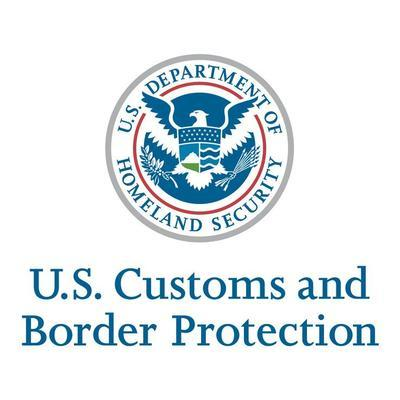 U.S. DEPARTMENT OF
HOMELAND SECURITY
U.S. Customs and
Border Protection